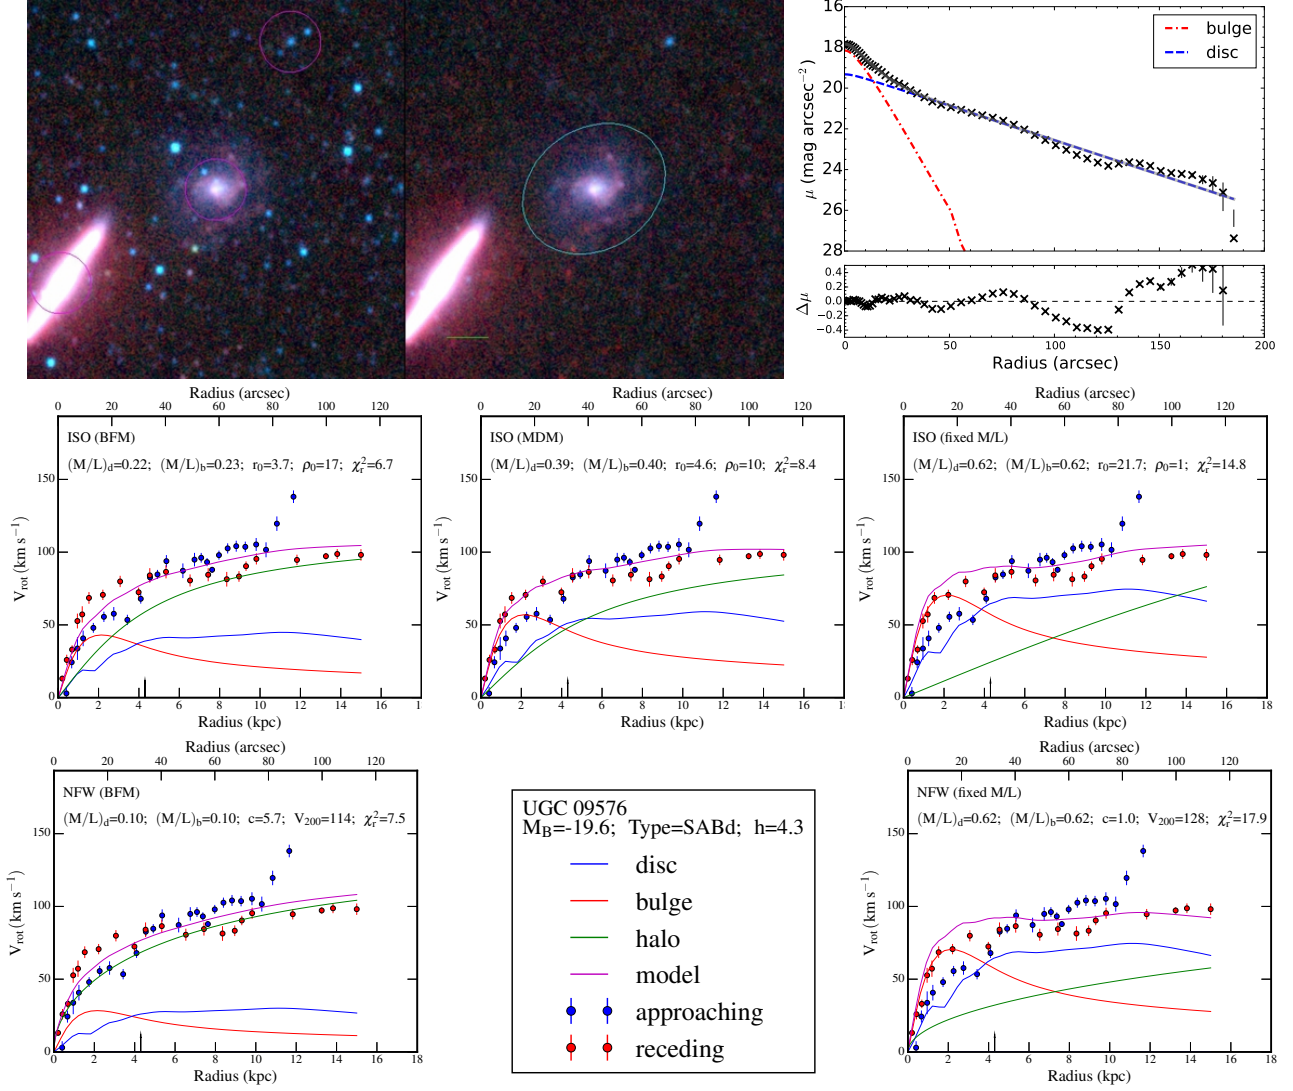 16
18
20
22
24
26
28
μ (mag arcsec⁻²)
bulge
disc
0.4
0.2
0.0
−0.2
−0.4
Δμ
0 50 100 150 200
Radius (arcsec)
Radius (arcsec)
0 20 40 60 80 100 120
ISO (BFM)
(M/L)d=0.22; (M/L)b=0.23; r0=3.7; ρ0=17; χ²r=6.7
150
100
50
0
Vrot(km s⁻¹)
0 2 4 6 8 10 12 14 16
Radius (kpc)
Radius (arcsec)
0 20 40 60 80 100 120
ISO (MDM)
(M/L)d=0.39; (M/L)b=0.40; r0=4.6; ρ0=10; χ²r=8.4
150
100
50
0
Vrot(km s⁻¹)
0 2 4 6 8 10 12 14 16 18
Radius (kpc)
Radius (arcsec)
0 20 40 60 80 100 120
ISO (fixed M/L)
(M/L)d=0.62; (M/L)b=0.62; r0=21.7; ρ0=1; χ²r=14.8
150
100
50
0
Vrot(km s⁻¹)
0 2 4 6 8 10 12 14 16 18
Radius (kpc)
Radius (arcsec)
0 20 40 60 80 100 120
NFW (BFM)
(M/L)d=0.10; (M/L)b=0.10; c=5.7; V200=114; χ²r=7.5
150
100
50
0
Vrot(km s⁻¹)
0 2 4 6 8 10 12 14 16 18
Radius (kpc)
UGC 09576
MB=-19.6; Type=SABd; h=4.3
disc
bulge
halo
model
approaching
receding
Radius (arcsec)
0 20 40 60 80 100 120
NFW (fixed M/L)
(M/L)d=0.62; (M/L)b=0.62; c=1.0; V200=128; χ²r=17.9
150
100
50
0
Vrot(km s⁻¹)
0 2 4 6 8 10 12 14 16 18
Radius (kpc)